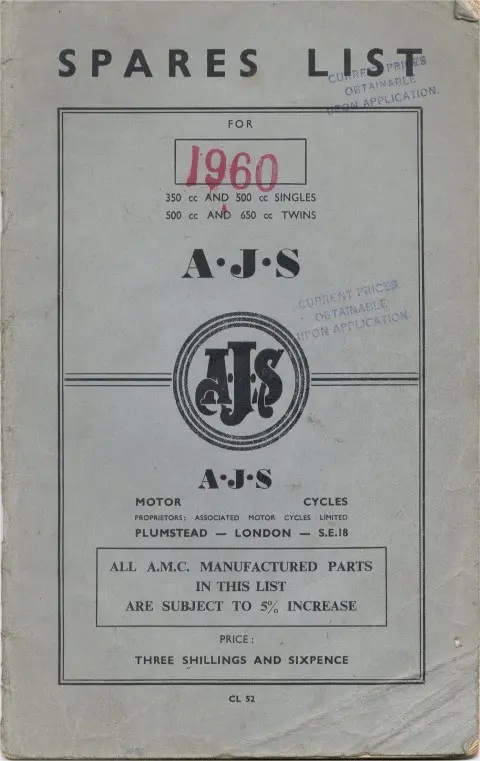 SPARES LIST
CURRENT PRICES
OBTAINABLE
UPON APPLICATION.
FOR
1960
350 cc AND 500 cc SINGLES
500 cc AND 650 cc TWINS
A·J·S
CURRENT PRICES
OBTAINABLE
UPON APPLICATION.
AJS
A·J·S
MOTOR CYCLES
PROPRIETORS: ASSOCIATED MOTOR CYCLES LIMITED
PLUMSTEAD — LONDON — S.E.18
ALL A.M.C. MANUFACTURED PARTS
IN THIS LIST
ARE SUBJECT TO 5% INCREASE
PRICE:
THREE SHILLINGS AND SIXPENCE
CL 52